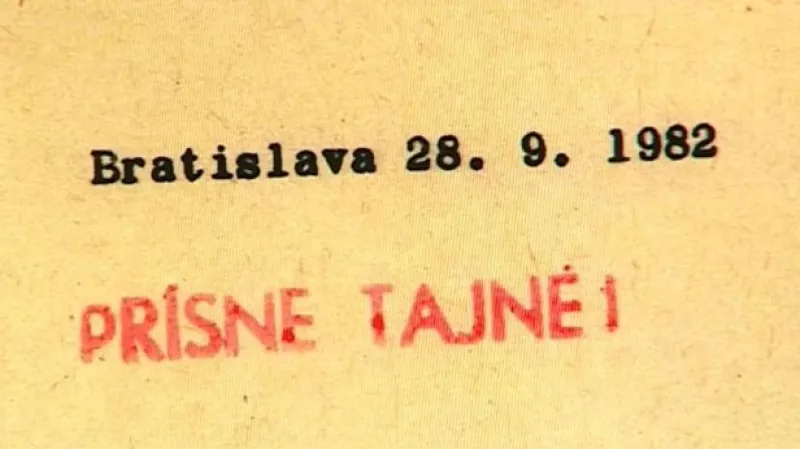 Bratislava 28. 9. 1982
PRÍSNE TAJNÉ!